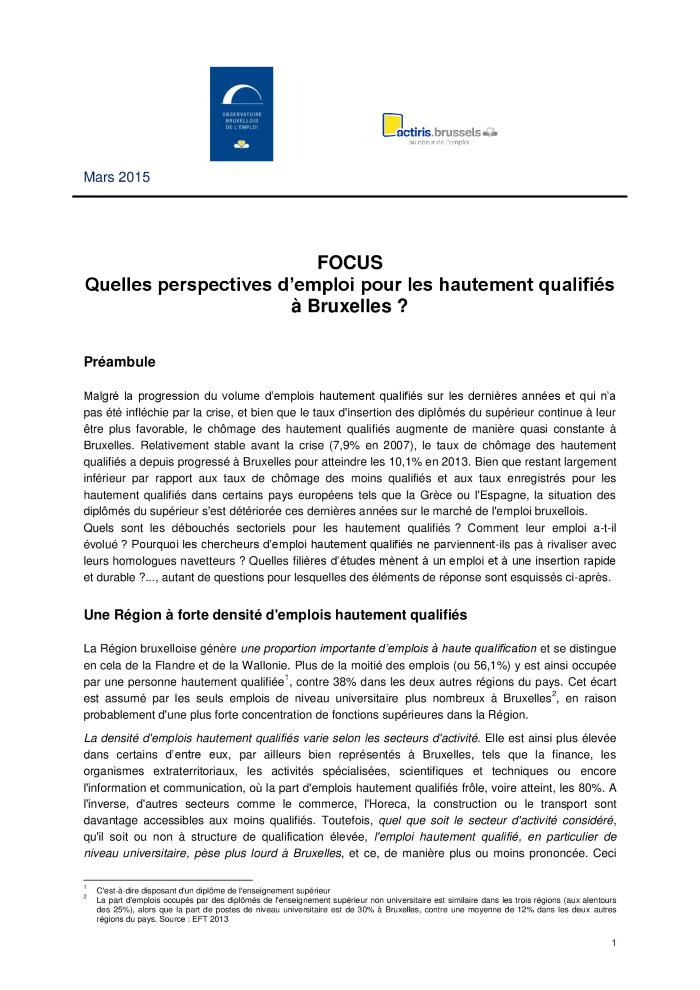 OBSERVATOIRE
BRUXELLOIS
DE L'EMPLOI
actiris.brussels
au coeur de l'emploi
Mars 2015
FOCUS
Quelles perspectives d'emploi pour les hautement qualifiés
à Bruxelles ?
Préambule
Malgré la progression du volume d'emplois hautement qualifiés sur les dernières années et qui n'a
pas été infléchie par la crise, et bien que le taux d'insertion des diplômés du supérieur continue à leur
être plus favorable, le chômage des hautement qualifiés augmente de manière quasi constante à
Bruxelles. Relativement stable avant la crise (7,9% en 2007), le taux de chômage des hautement
qualifiés a depuis progressé à Bruxelles pour atteindre les 10,1% en 2013. Bien que restant largement
inférieur par rapport aux taux de chômage des moins qualifiés et aux taux enregistrés pour les
hautement qualifiés dans certains pays européens tels que la Grèce ou l'Espagne, la situation des
diplômés du supérieur s'est détériorée ces dernières années sur le marché de l'emploi bruxellois.
Quels sont les débouchés sectoriels pour les hautement qualifiés ? Comment leur emploi a-t-il
évolué ? Pourquoi les chercheurs d'emploi hautement qualifiés ne parviennent-ils pas à rivaliser avec
leurs homologues navetteurs ? Quelles filières d'études mènent à un emploi et à une insertion rapide
et durable ?..., autant de questions pour lesquelles des éléments de réponse sont esquissés ci-après.
Une Région à forte densité d'emplois hautement qualifiés
La Région bruxelloise génère une proportion importante d'emplois à haute qualification et se distingue
en cela de la Flandre et de la Wallonie. Plus de la moitié des emplois (ou 56,1%) y est ainsi occupée
par une personne hautement qualifiée1, contre 38% dans les deux autres régions du pays. Cet écart
est assumé par les seuls emplois de niveau universitaire plus nombreux à Bruxelles2, en raison
probablement d'une plus forte concentration de fonctions supérieures dans la Région.
La densité d'emplois hautement qualifiés varie selon les secteurs d'activité. Elle est ainsi plus élevée
dans certains d'entre eux, par ailleurs bien représentés à Bruxelles, tels que la finance, les
organismes extraterritoriaux, les activités spécialisées, scientifiques et techniques ou encore
l'information et communication, où la part d'emplois hautement qualifiés frôle, voire atteint, les 80%. A
l'inverse, d'autres secteurs comme le commerce, l'Horeca, la construction ou le transport sont
davantage accessibles aux moins qualifiés. Toutefois, quel que soit le secteur d'activité considéré,
qu'il soit ou non à structure de qualification élevée, l'emploi hautement qualifié, en particulier de
niveau universitaire, pèse plus lourd à Bruxelles, et ce, de manière plus ou moins prononcée. Ceci
1 C'est-à-dire disposant d'un diplôme de l'enseignement supérieur
2 La part d'emplois occupés par des diplômés de l'enseignement supérieur non universitaire est similaire dans les trois régions (aux alentours
des 25%), alors que la part de postes de niveau universitaire est de 30% à Bruxelles, contre une moyenne de 12% dans les deux autres
régions du pays. Source : EFT 2013
1